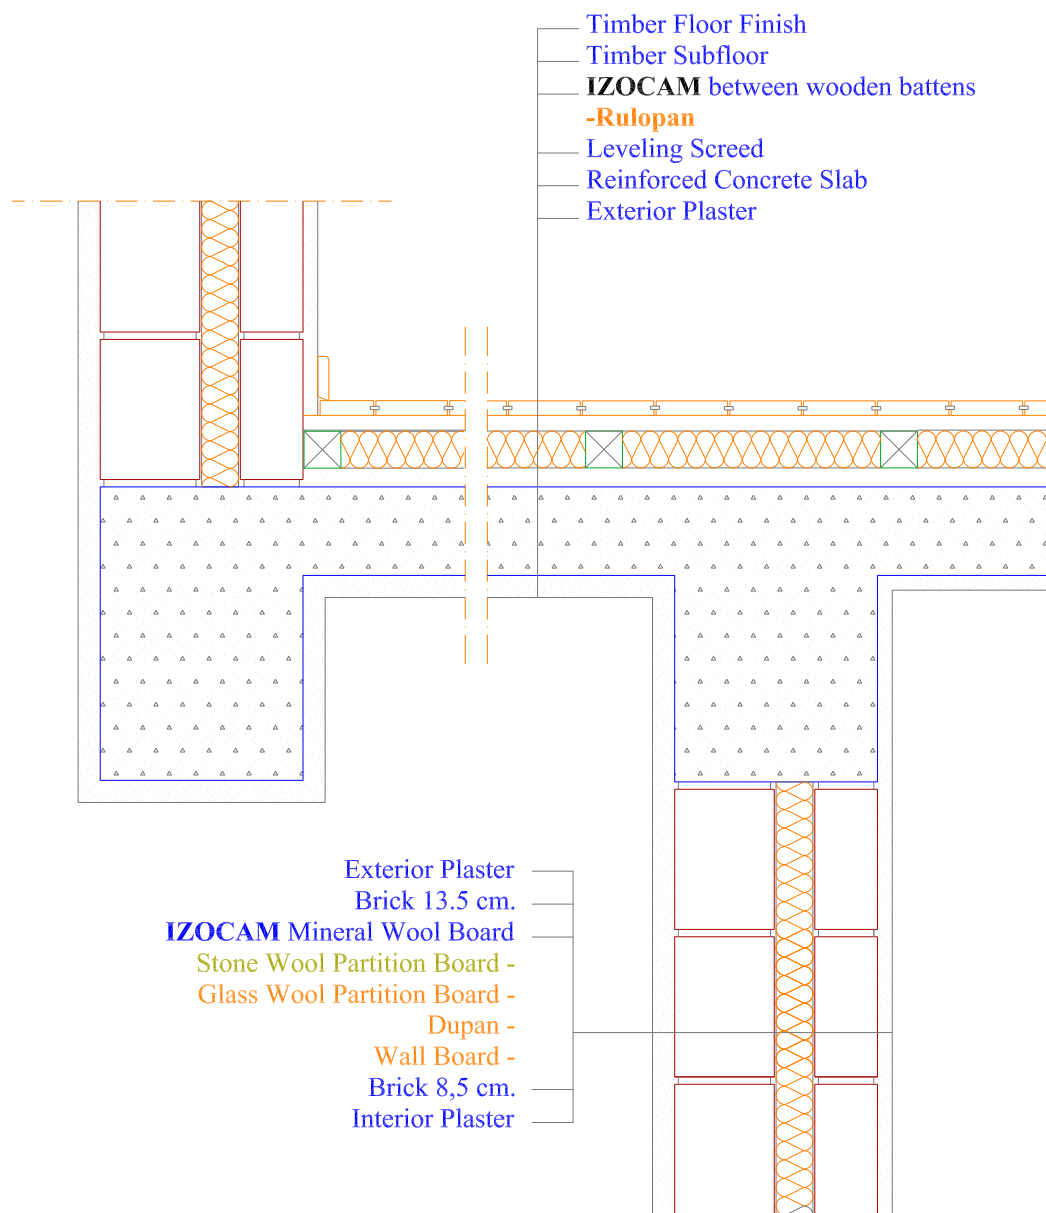 Timber Floor Finish
Timber Subfloor
IZOCAM between wooden battens
-Rulopan
Leveling Screed
Reinforced Concrete Slab
Exterior Plaster
Exterior Plaster
Brick 13.5 cm.
IZOCAM Mineral Wool Board
Stone Wool Partition Board -
Glass Wool Partition Board -
Dupan -
Wall Board -
Brick 8,5 cm.
Interior Plaster